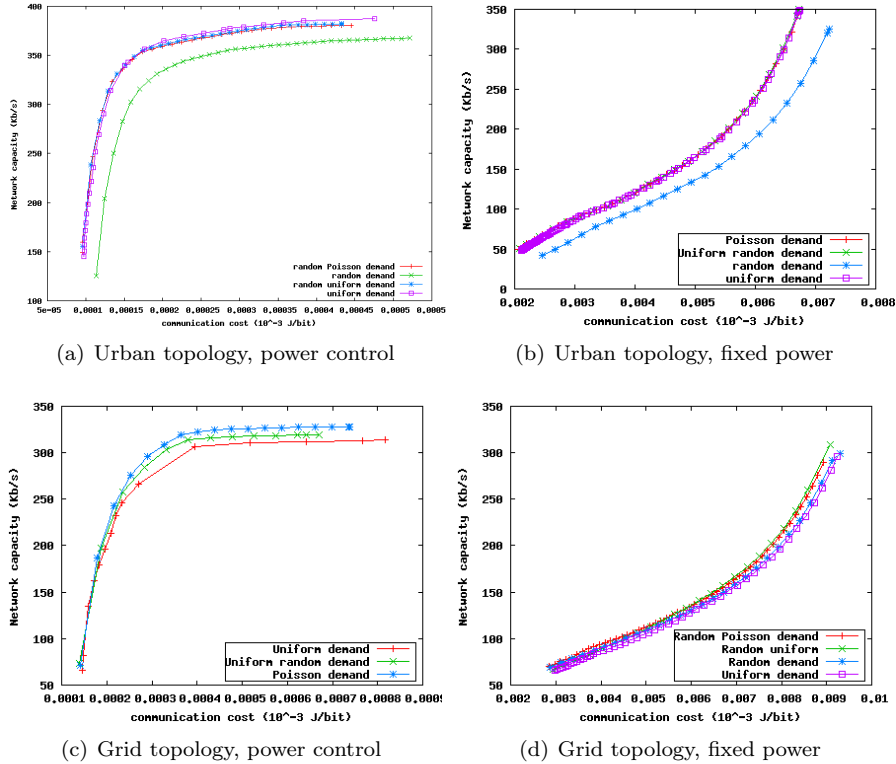 400
350
300
250
200
150
100
Network capacity (Kb/s)
random Poisson demand
random demand
random uniform demand
uniform demand
5e-05 0.0001 0.00015 0.0002 0.00025 0.0003 0.00035 0.0004 0.00045 0.0005
communication cost (10^-3 J/bit)
(a) Urban topology, power control
350
300
250
200
150
100
50
0
Network capacity (Kb/s)
Poisson demand
Uniform random demand
random demand
uniform demand
0.002 0.003 0.004 0.005 0.006 0.007 0.008
communication cost (10^-3 J/bit)
(b) Urban topology, fixed power
350
300
250
200
150
100
50
Network capacity (Kb/s)
Uniform demand
Uniform random demand
Poisson demand
0.0001 0.0002 0.0003 0.0004 0.0005 0.0006 0.0007 0.0008 0.0009
communication cost (10^-3 J/bit)
(c) Grid topology, power control
350
300
250
200
150
100
50
Network capacity (Kb/s)
Random Poisson demand
Random uniform
Random demand
Uniform demand
0.002 0.003 0.004 0.005 0.006 0.007 0.008 0.009 0.01
communication cost (10^-3 J/bit)
(d) Grid topology, fixed power